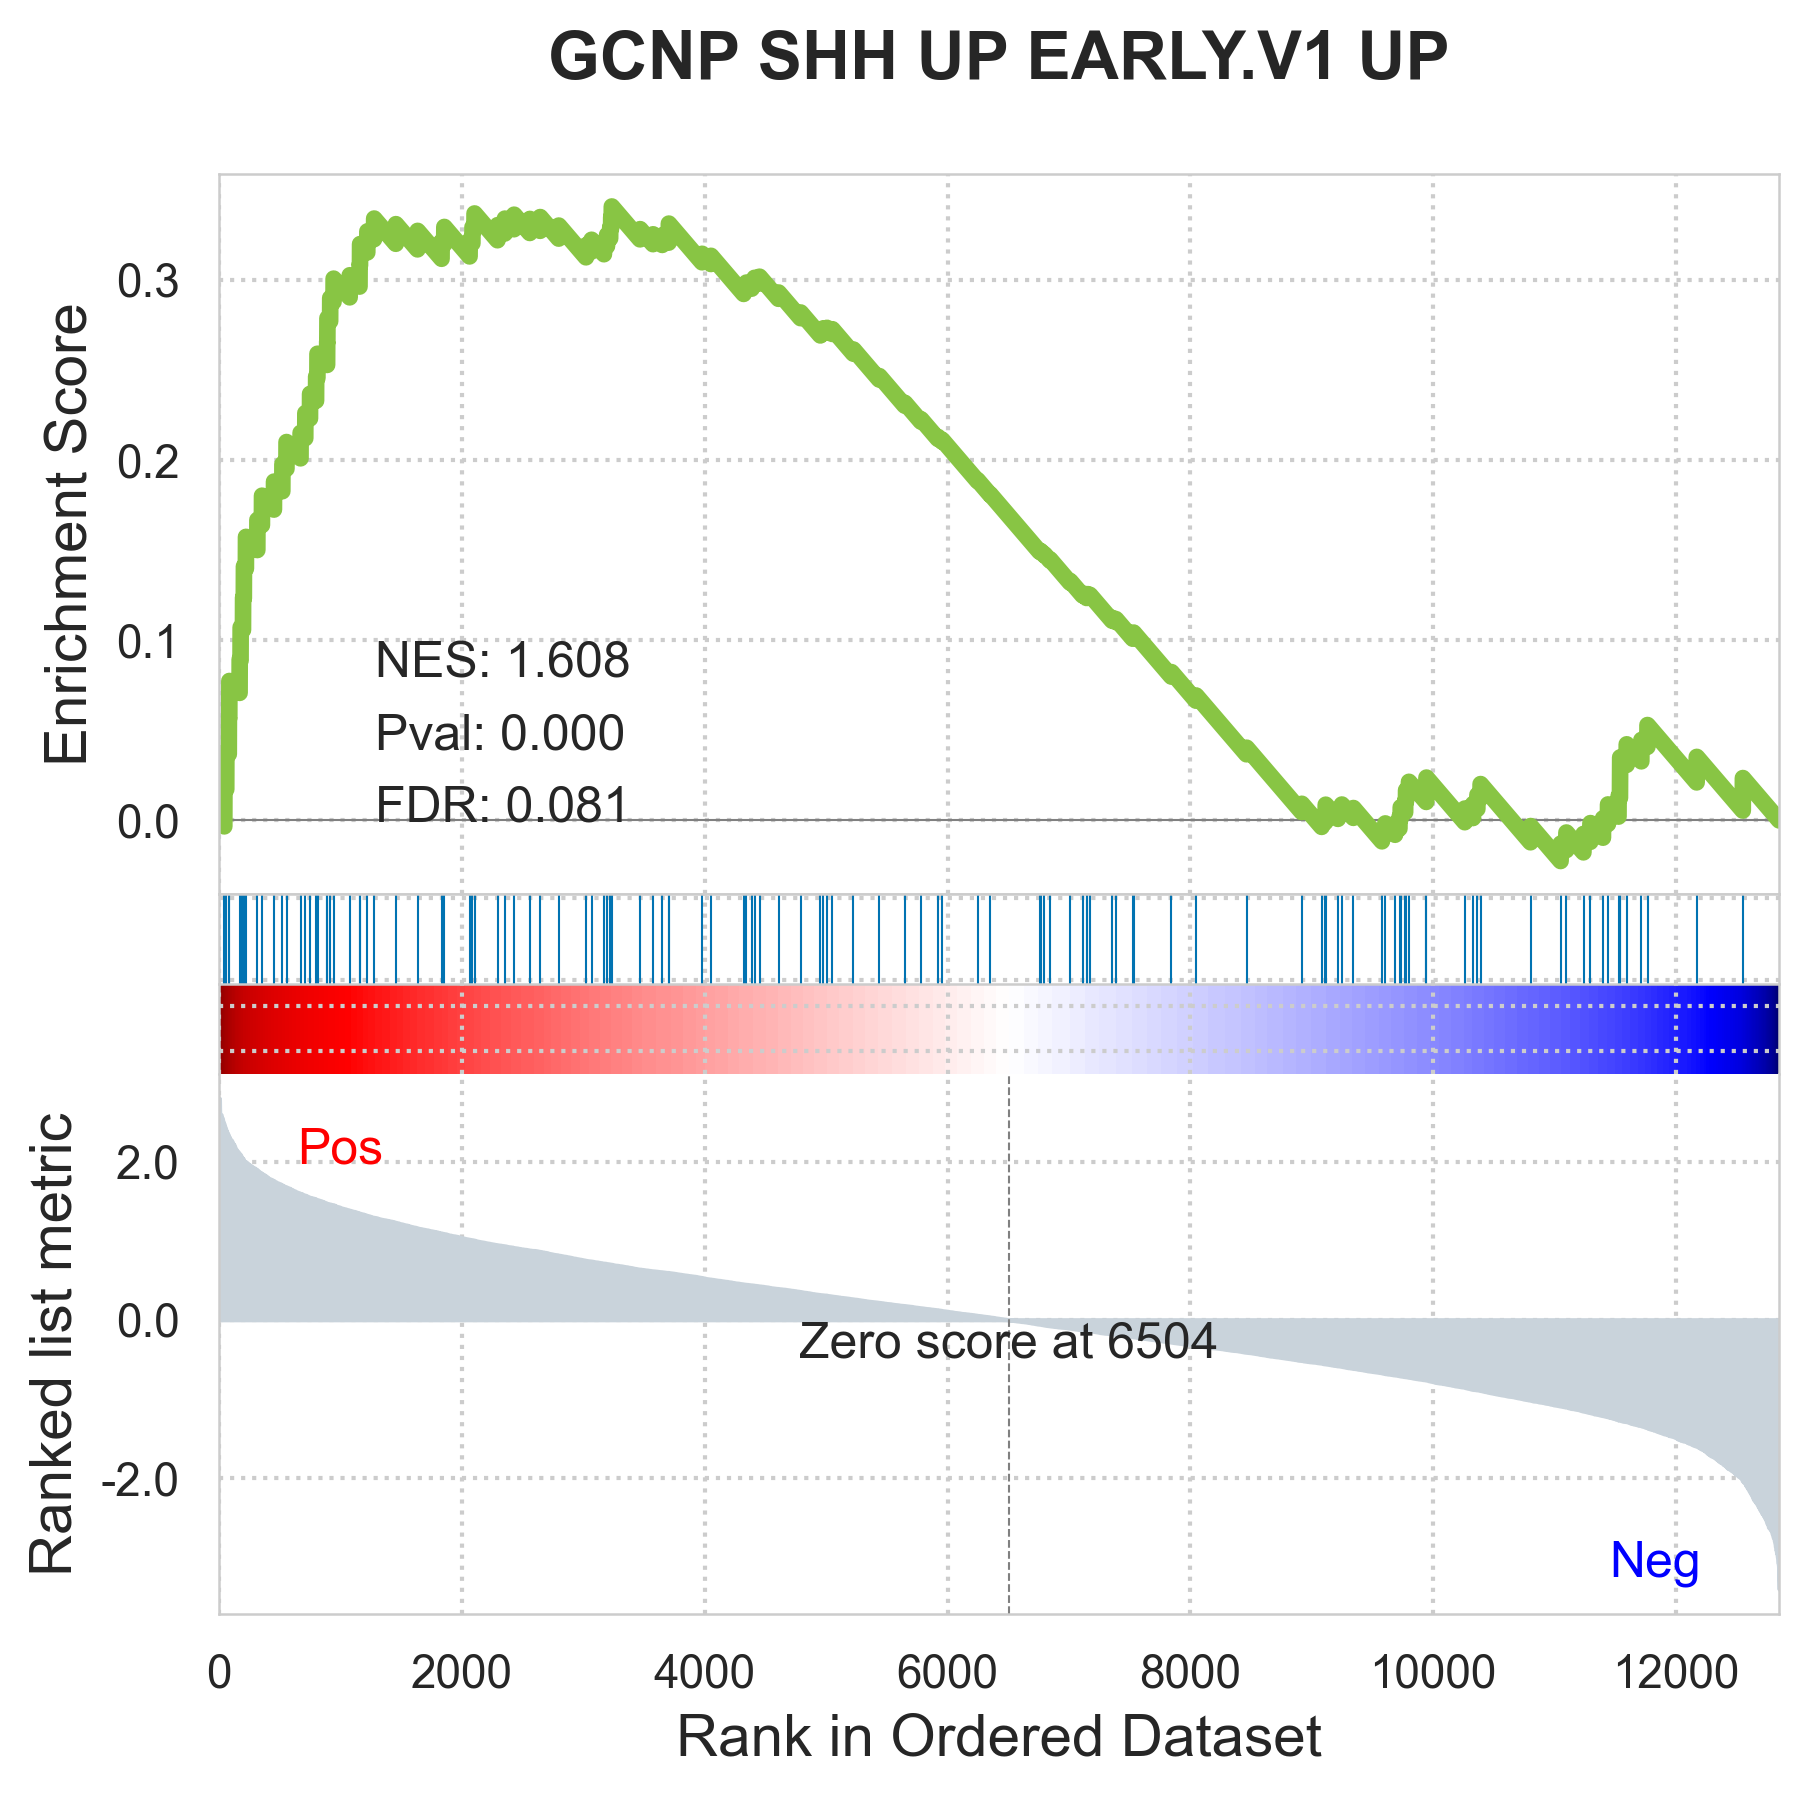 GCNP SHH UP EARLY.V1 UP
Enrichment Score
0.3
0.2
0.1
0.0
NES: 1.608
Pval: 0.000
FDR: 0.081
Ranked list metric
2.0
0.0
-2.0
Pos
Zero score at 6504
Neg
0 2000 4000 6000 8000 10000 12000
Rank in Ordered Dataset